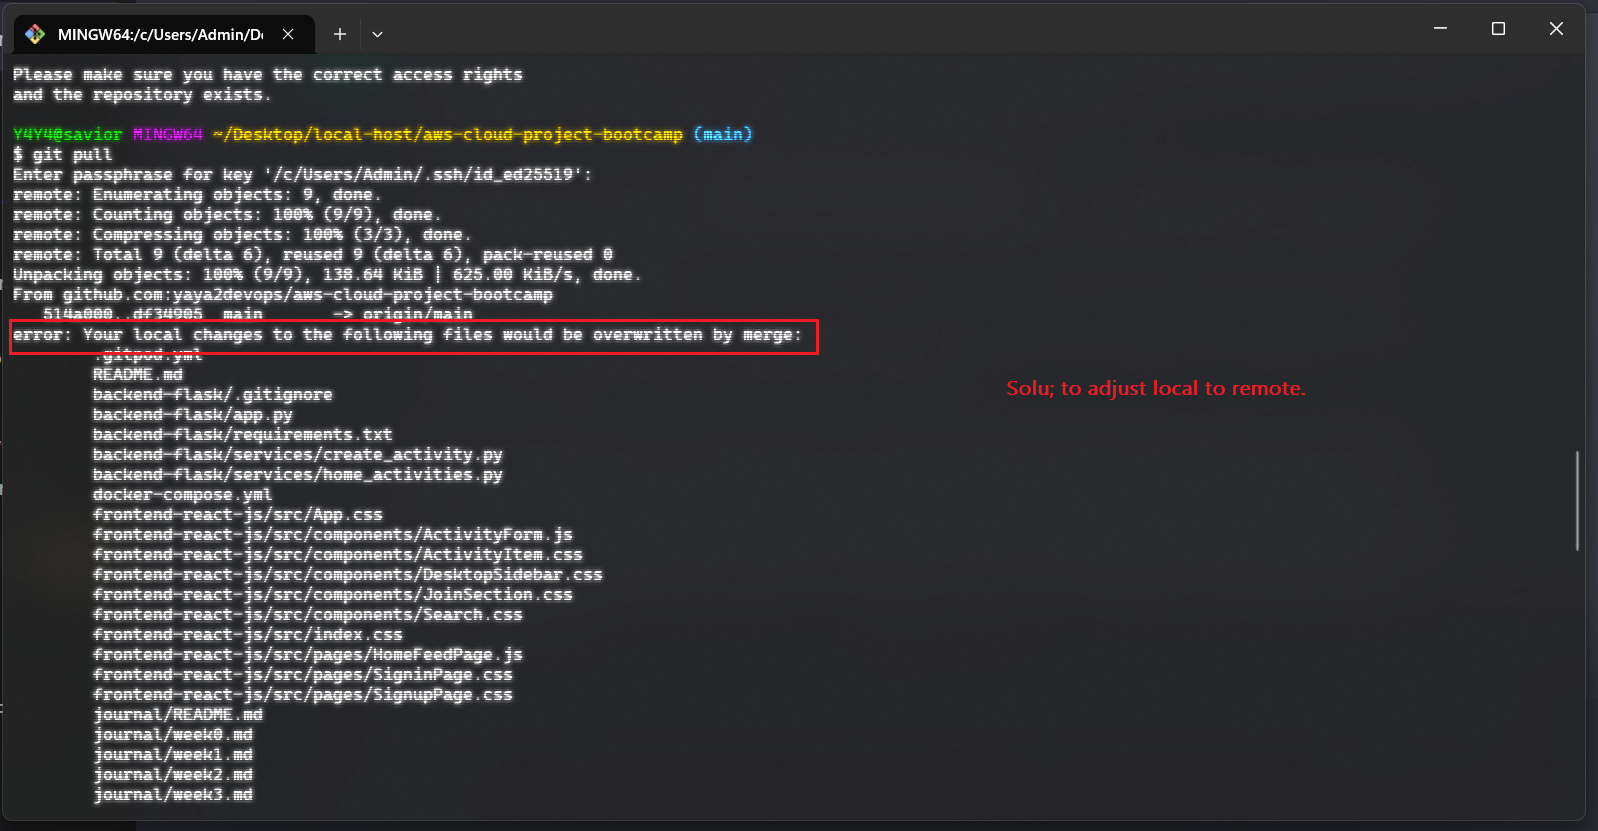 MINGW64:/c/Users/Admin/De
Please make sure you have the correct access rights
and the repository exists.
Y4Y4@savior MINGW64 ~/Desktop/local-host/aws-cloud-project-bootcamp (main)
$ git pull
Enter passphrase for key '/c/Users/Admin/.ssh/id_ed25519':
remote: Enumerating objects: 9, done.
remote: Counting objects: 100% (9/9), done.
remote: Compressing objects: 100% (3/3), done.
remote: Total 9 (delta 6), reused 9 (delta 6), pack-reused 0
Unpacking objects: 100% (9/9), 138.64 KiB | 625.00 KiB/s, done.
From github.com:yaya2devops/aws-cloud-project-bootcamp
514a000..df34905  main       -> origin/main
error: Your local changes to the following files would be overwritten by merge:
.gitpod.yml
README.md
Solu; to adjust local to remote.
backend-flask/.gitignore
backend-flask/app.py
backend-flask/requirements.txt
backend-flask/services/create_activity.py
backend-flask/services/home_activities.py
docker-compose.yml
frontend-react-js/src/App.css
frontend-react-js/src/components/ActivityForm.js
frontend-react-js/src/components/ActivityItem.css
frontend-react-js/src/components/DesktopSidebar.css
frontend-react-js/src/components/JoinSection.css
frontend-react-js/src/components/Search.css
frontend-react-js/src/index.css
frontend-react-js/src/pages/HomeFeedPage.js
frontend-react-js/src/pages/SigninPage.css
frontend-react-js/src/pages/SignupPage.css
journal/README.md
journal/week0.md
journal/week1.md
journal/week2.md
journal/week3.md